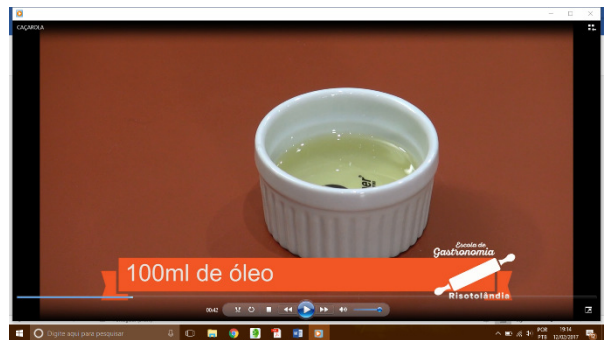 CAÇAROLA
100ml de óleo
Escola de
Gastronomia
Risotolândia
00:42
Digite aqui para pesquisar
POR 19:14
PTB 12/02/2017